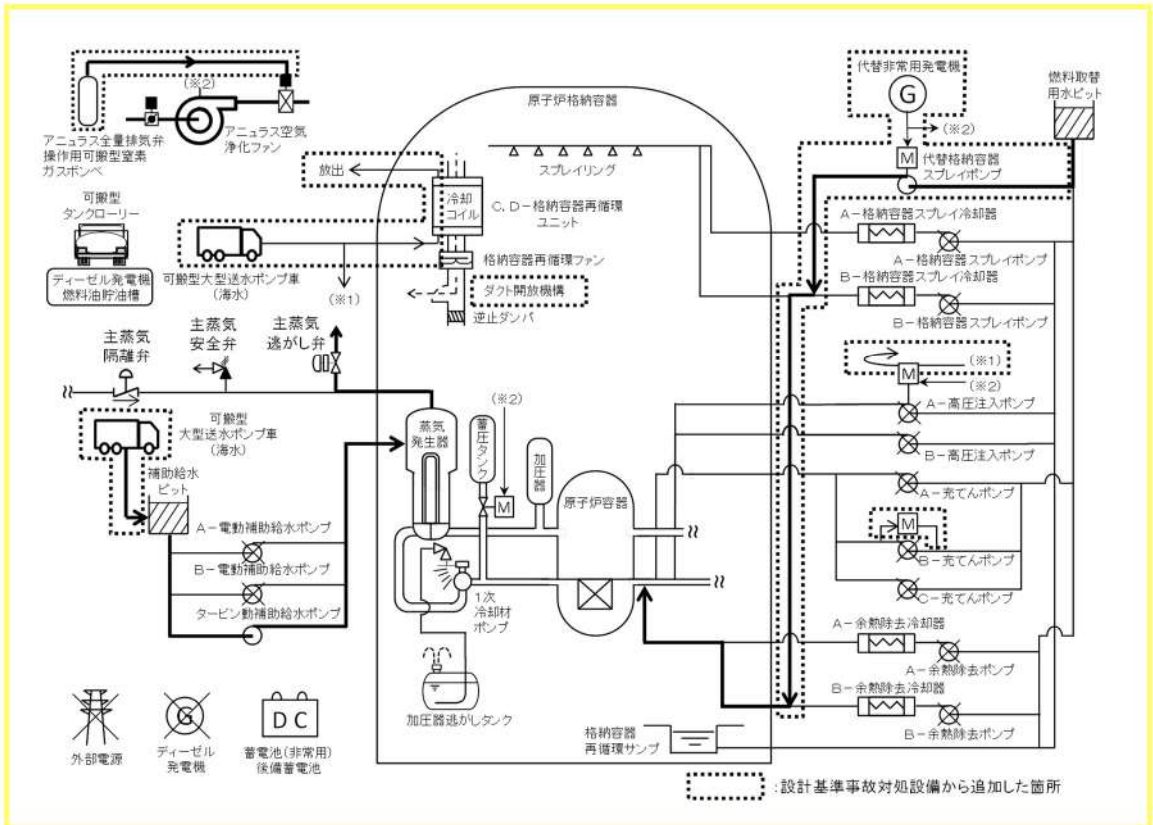 (※2)
アニュラス全量排気弁
操作用可搬型窒素
ガスボンベ
アニュラス空気
浄化ファン
可搬型
タンクローリー
ディーゼル発電機
燃料油貯油槽
放出
可搬型大型送水ポンプ車
(海水)
(※1)
原子炉格納容器
スプレイリング
冷却
コイル
C,D-格納容器再循環
ユニット
格納容器再循環ファン
ダクト開放機構
逆止ダンパ
代替非常用発電機
G
(※2)
M
代替格納容器
スプレイポンプ
燃料取替
用水ピット
A-格納容器スプレイ冷却器
A-格納容器スプレイポンプ
B-格納容器スプレイ冷却器
B-格納容器スプレイポンプ
(※1)
M
(※2)
A-高圧注入ポンプ
B-高圧注入ポンプ
A-充てんポンプ
M
B-充てんポンプ
C-充てんポンプ
A-余熱除去冷却器
A-余熱除去ポンプ
B-余熱除去冷却器
B-余熱除去ポンプ
主蒸気
隔離弁
主蒸気
安全弁
主蒸気
逃がし弁
可搬型
大型送水ポンプ車
(海水)
補助給水
ピット
A-電動補助給水ポンプ
B-電動補助給水ポンプ
タービン動補助給水ポンプ
蒸気
発生器
蓄圧タンク
(※2)
M
加圧器
原子炉容器
1次
冷却材
ポンプ
加圧器逃がしタンク
格納容器
再循環サンプ
外部電源
G
ディーゼル
発電機
DC
蓄電池(非常用)
後備蓄電池
:設計基準事故対処設備から追加した箇所